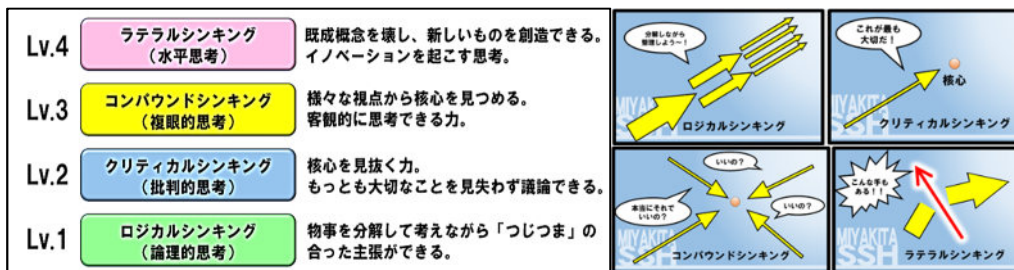 Lv.4
ラテラルシンキング
（水平思考）
既成概念を壊し、新しいものを創造できる。
イノベーションを起こす思考。
Lv.3
コンパウンドシンキング
（複眼的思考）
様々な視点から核心を見つめる。
客観的に思考できる力。
Lv.2
クリティカルシンキング
（批判的思考）
核心を見抜く力。
もっとも大切なことを見失わず議論できる。
Lv.1
ロジカルシンキング
（論理的思考）
物事を分解して考えながら「つじつま」の
合った主張ができる。
分解しながら
整理しよう～！
MIYAKITA
SSH
ロジカルシンキング
これが最も
大切だ！
核心
MIYAKITA
SSH
クリティカルシンキング
いいの？
本当にそれで
いいの？
いいの？
MIYAKITA
SSH
コンパウンドシンキング
こんな手も
ある！！
MIYAKITA
SSH
ラテラルシンキング